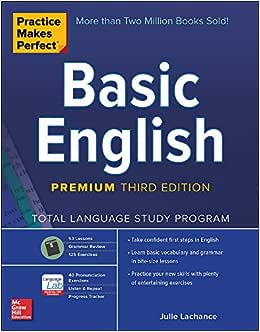 Practice
Makes
Perfect
More than Two Million Books Sold!
Basic
English
PREMIUM THIRD EDITION
TOTAL LANGUAGE STUDY PROGRAM
53 Lessons
Grammar Review
125 Exercises
Language
Lab
40 Pronunciation
Exercises
Listen & Repeat
Progress Tracker
• Take confident first steps in English
• Learn basic vocabulary and grammar
in bite-size lessons
• Practice your new skills with plenty
of entertaining exercises
Mc
Graw
Hill
Education
Julie Lachance